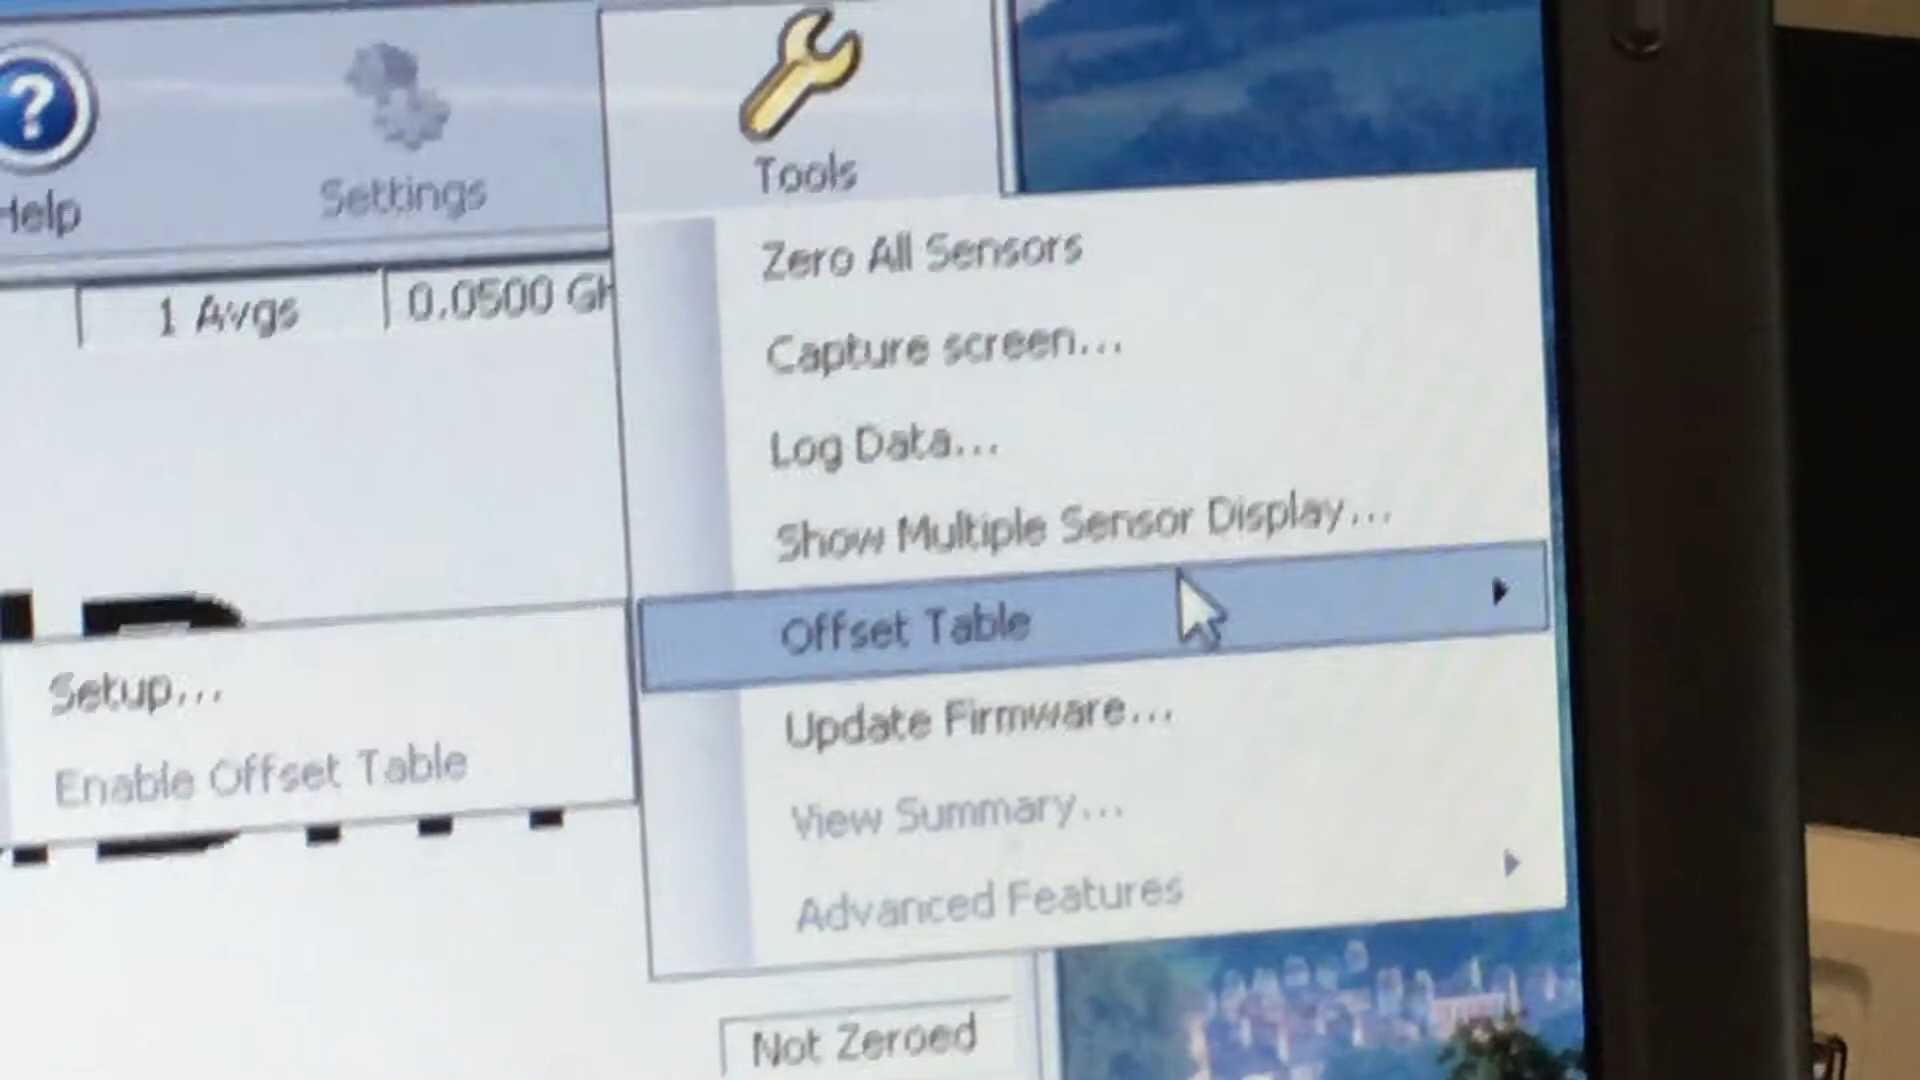 Help
Settings
Tools
1 Avgs
0.0500 GH
Zero All Sensors
Capture screen...
Log Data...
Show Multiple Sensor Display...
Offset Table
Setup...
Enable Offset Table
Update Firmware...
View Summary...
Advanced Features
Not Zeroed